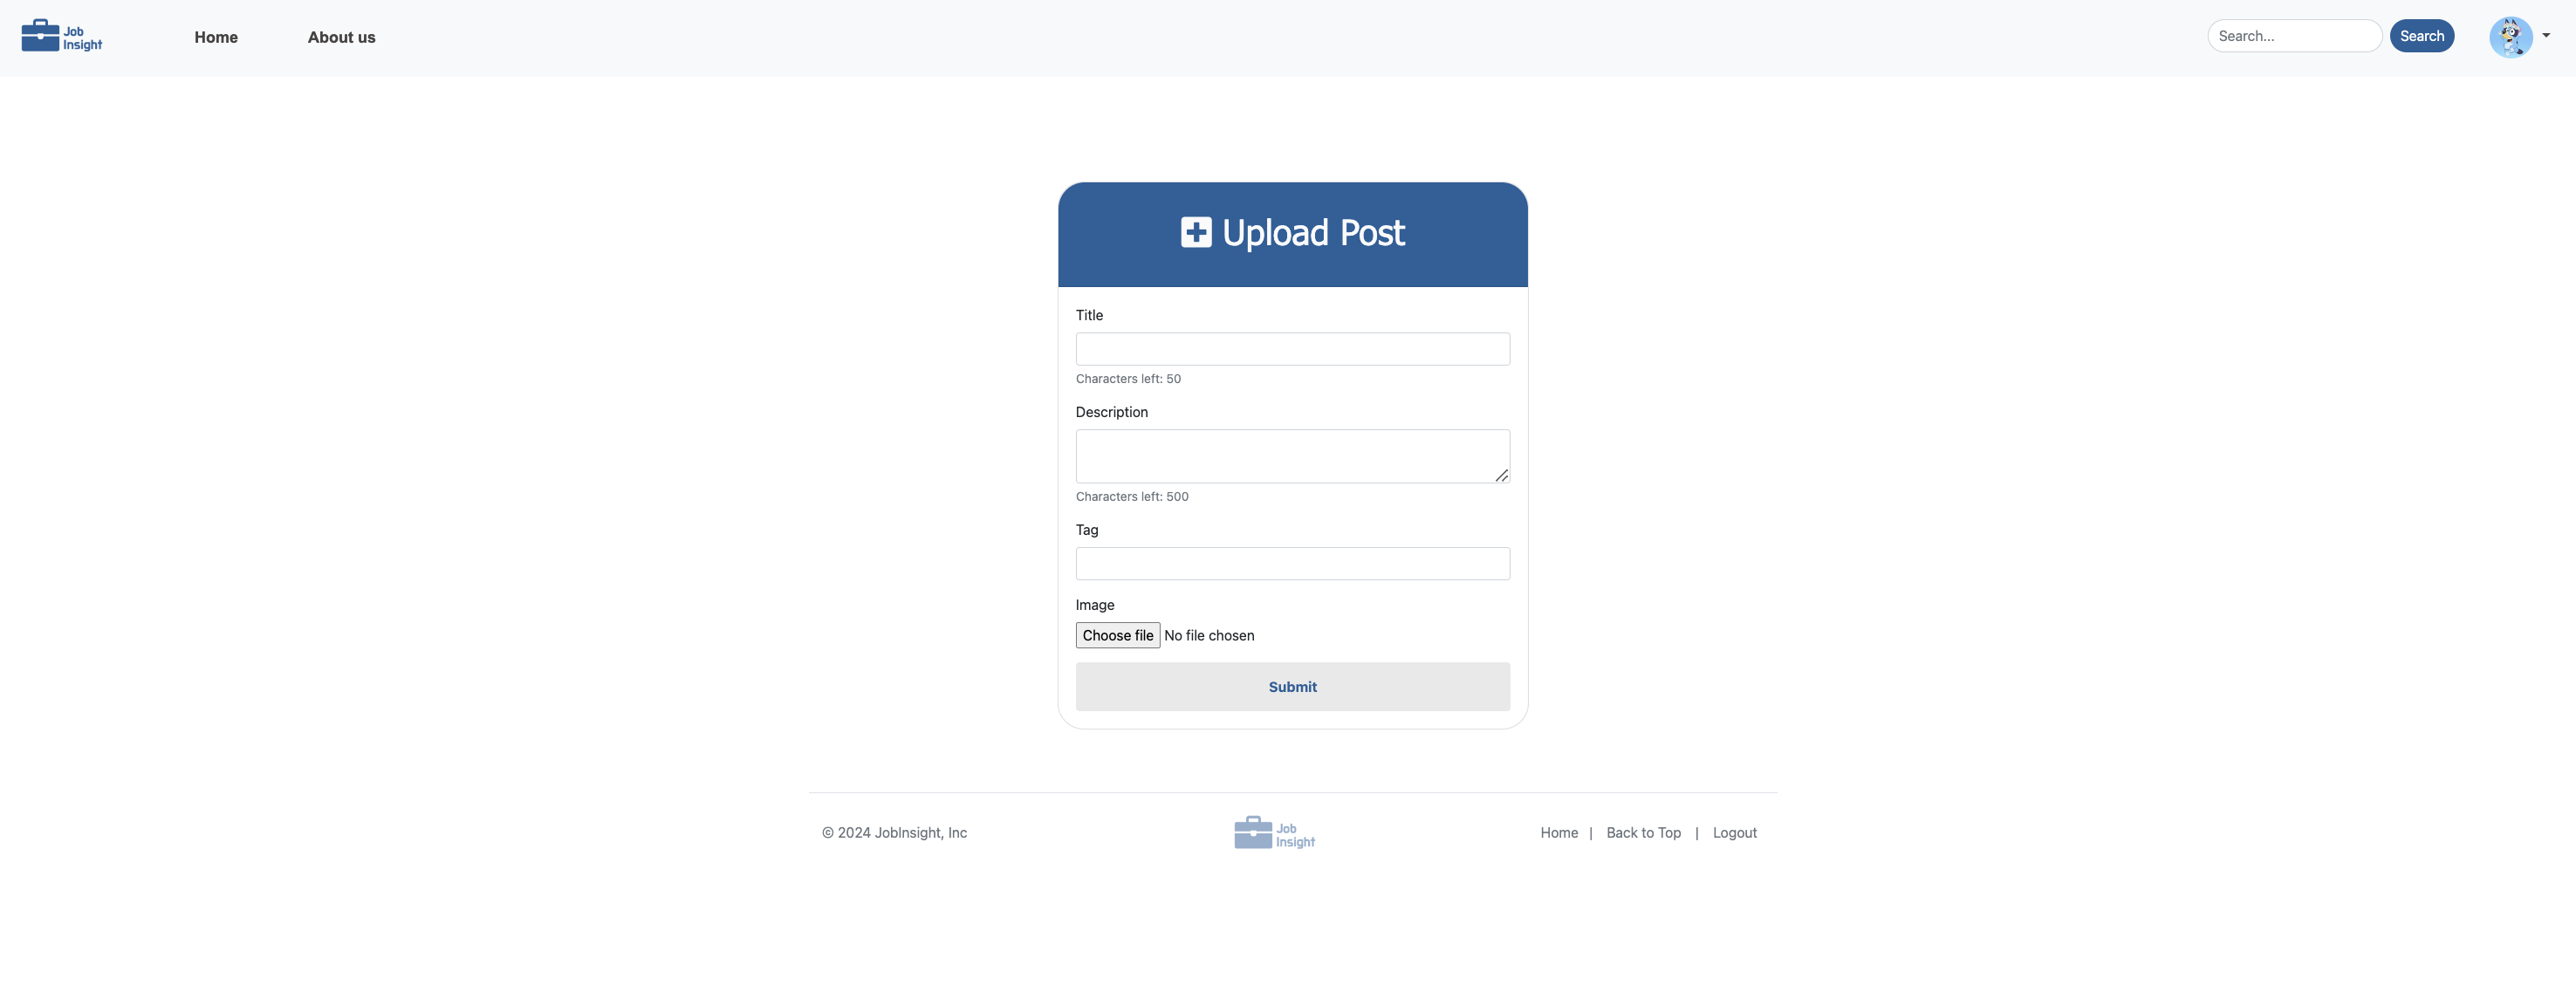 Job
Insight
Home
About us
Search...
Search
Upload Post
Title
Characters left: 50
Description
Characters left: 500
Tag
Image
Choose file No file chosen
Submit
© 2024 JobInsight, Inc
Job
Insight
Home | Back to Top | Logout